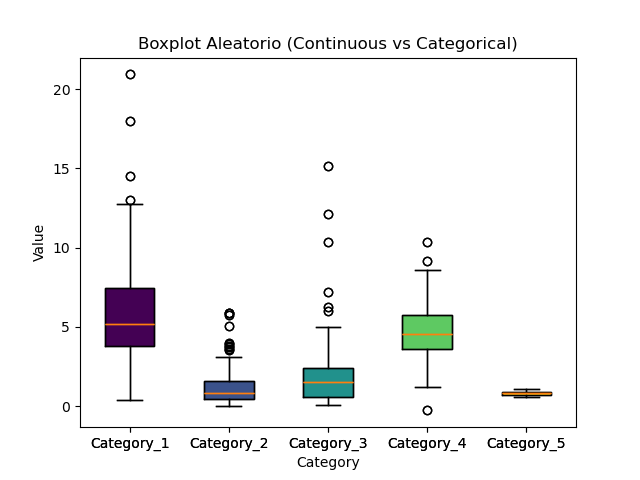 Boxplot Aleatorio (Continuous vs Categorical)
Value
20
15
10
5
0
Category_1 Category_2 Category_3 Category_4 Category_5
Category